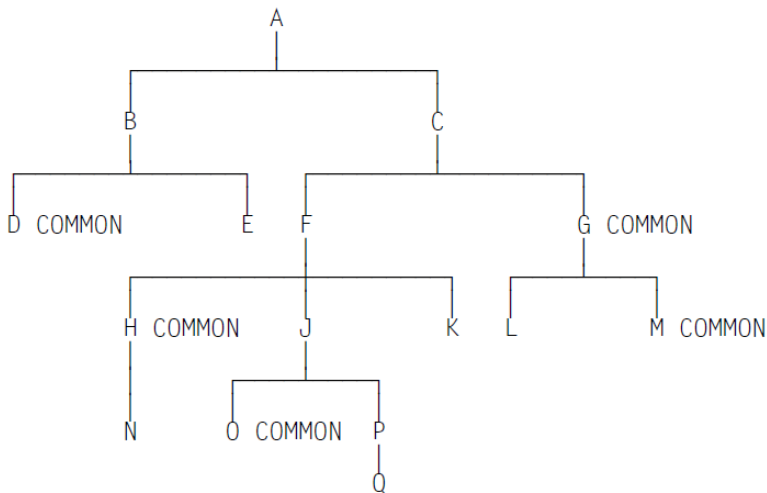 A
B C
D COMMON E F G COMMON
H COMMON J K L M COMMON
N O COMMON P
Q